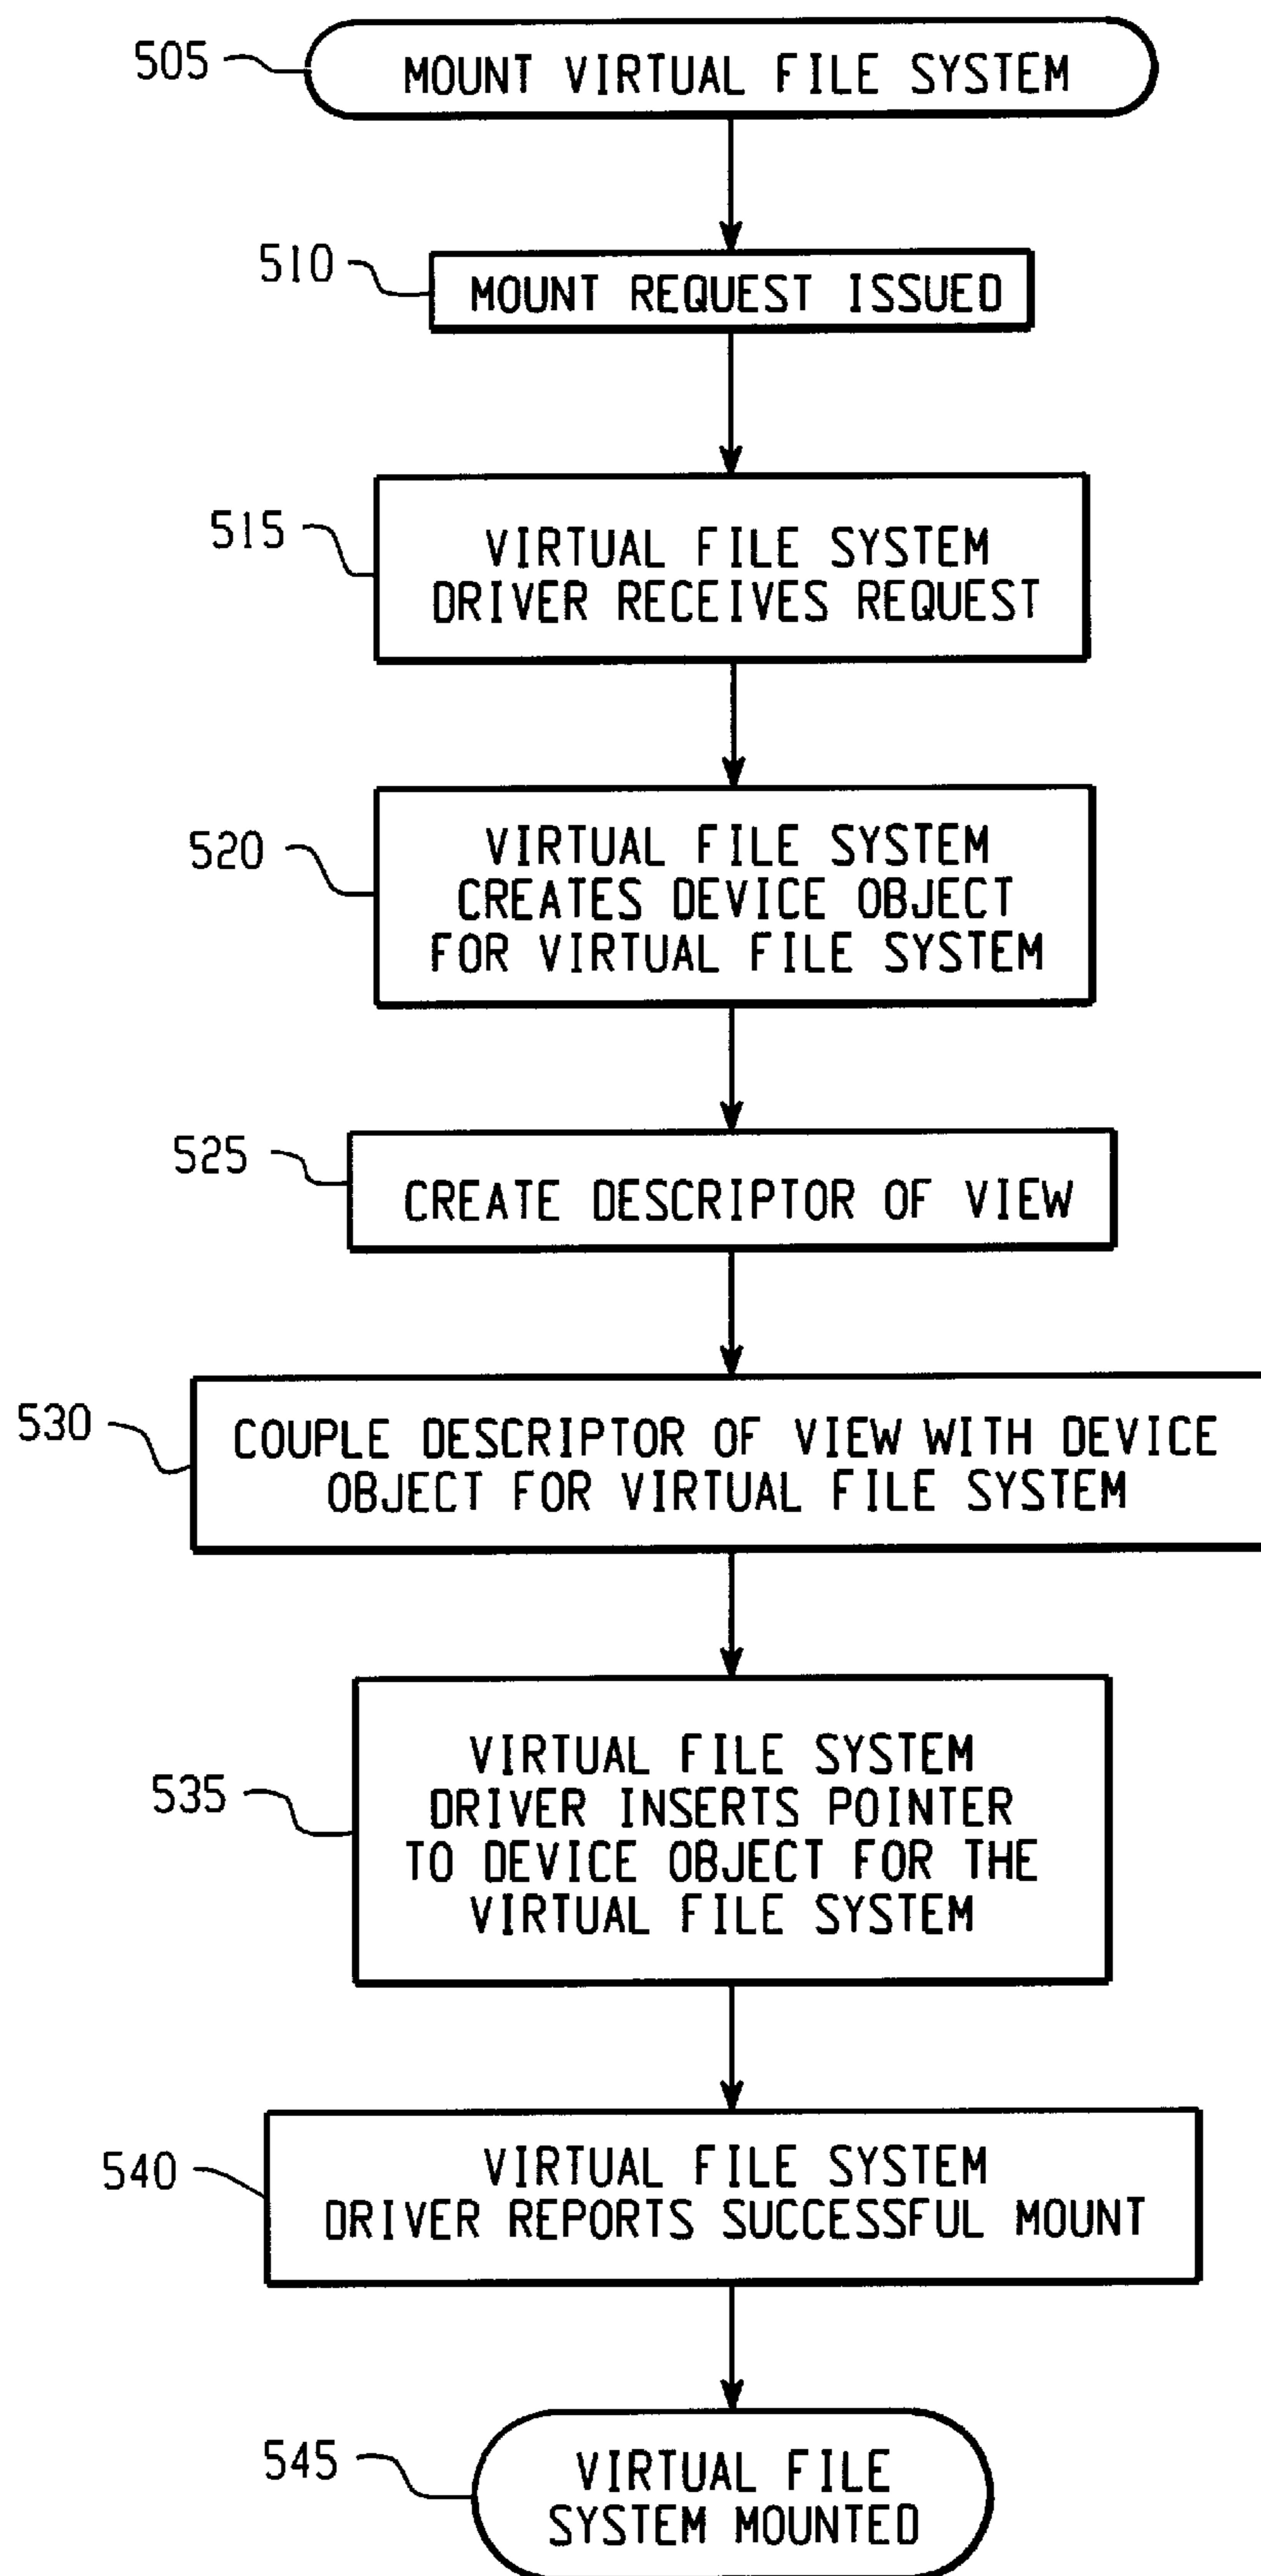 505
MOUNT VIRTUAL FILE SYSTEM
510
MOUNT REQUEST ISSUED
515
VIRTUAL FILE SYSTEM
DRIVER RECEIVES REQUEST
520
VIRTUAL FILE SYSTEM
CREATES DEVICE OBJECT
FOR VIRTUAL FILE SYSTEM
525
CREATE DESCRIPTOR OF VIEW
530
COUPLE DESCRIPTOR OF VIEW WITH DEVICE
OBJECT FOR VIRTUAL FILE SYSTEM
535
VIRTUAL FILE SYSTEM
DRIVER INSERTS POINTER
TO DEVICE OBJECT FOR THE
VIRTUAL FILE SYSTEM
540
VIRTUAL FILE SYSTEM
DRIVER REPORTS SUCCESSFUL MOUNT
545
VIRTUAL FILE
SYSTEM MOUNTED